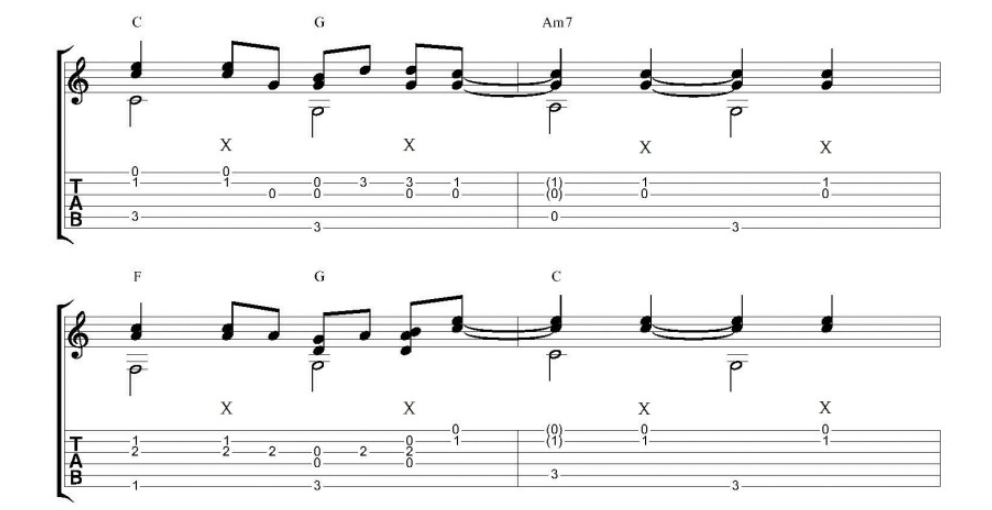 C G Am7
X X X X
0 0
T 1 1 0 3 3 1 (1) 1 1
0 0 0 0 (0) 0 0
A
B 3 0
3 3
F G C
X X X X
0 (0) 0 0
T 1 1 0 1 (1) 1 1
2 2 2 0 2 2
A 0 0
B 3
1 3 3